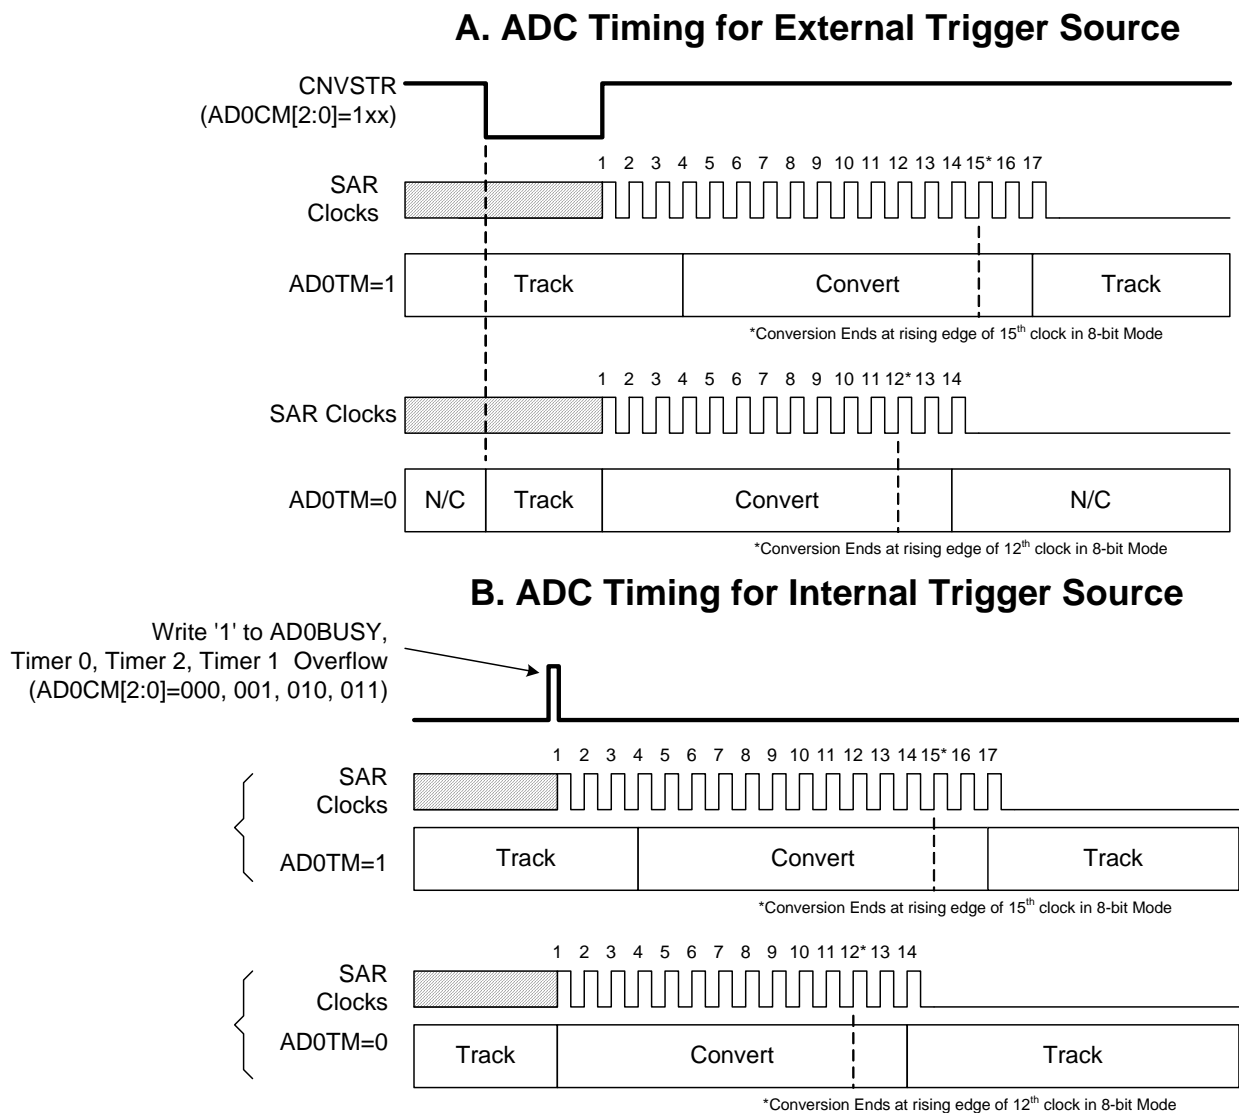 A. ADC Timing for External Trigger Source
CNVSTR
(AD0CM[2:0]=1xx)
1 2 3 4 5 6 7 8 9 10 11 12 13 14 15* 16 17
SAR
Clocks
AD0TM=1 Track Convert Track
*Conversion Ends at rising edge of 15th clock in 8-bit Mode
1 2 3 4 5 6 7 8 9 10 11 12* 13 14
SAR Clocks
AD0TM=0 N/C Track Convert N/C
*Conversion Ends at rising edge of 12th clock in 8-bit Mode
B. ADC Timing for Internal Trigger Source
Write '1' to AD0BUSY,
Timer 0, Timer 2, Timer 1 Overflow
(AD0CM[2:0]=000, 001, 010, 011)
1 2 3 4 5 6 7 8 9 10 11 12 13 14 15* 16 17
SAR
Clocks
AD0TM=1 Track Convert Track
*Conversion Ends at rising edge of 15th clock in 8-bit Mode
1 2 3 4 5 6 7 8 9 10 11 12* 13 14
SAR
Clocks
AD0TM=0 Track Convert Track
*Conversion Ends at rising edge of 12th clock in 8-bit Mode